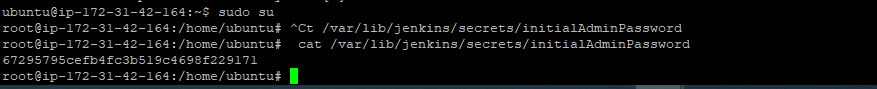 ubuntu@ip-172-31-42-164:~$ sudo su
root@ip-172-31-42-164:/home/ubuntu# ^Ct /var/lib/jenkins/secrets/initialAdminPassword
root@ip-172-31-42-164:/home/ubuntu#  cat /var/lib/jenkins/secrets/initialAdminPassword
67295795cefb4fc3b519c4698f229171
root@ip-172-31-42-164:/home/ubuntu#